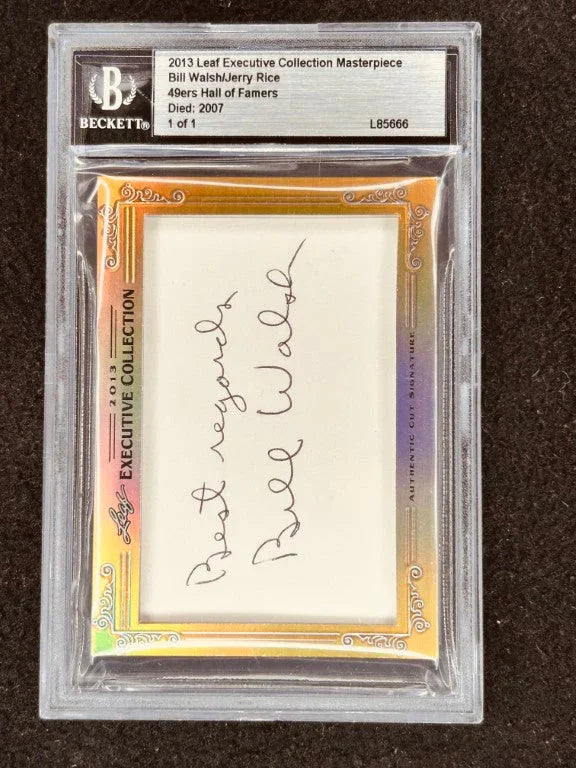 2013 Leaf Executive Collection Masterpiece
Bill Walsh/Jerry Rice
49ers Hall of Famers
Died: 2007
1 of 1 L85666
B
BECKETT®
Leaf
2013
EXECUTIVE COLLECTION
Best regards
Bill Walsh
AUTHENTIC CUT SIGNATURE